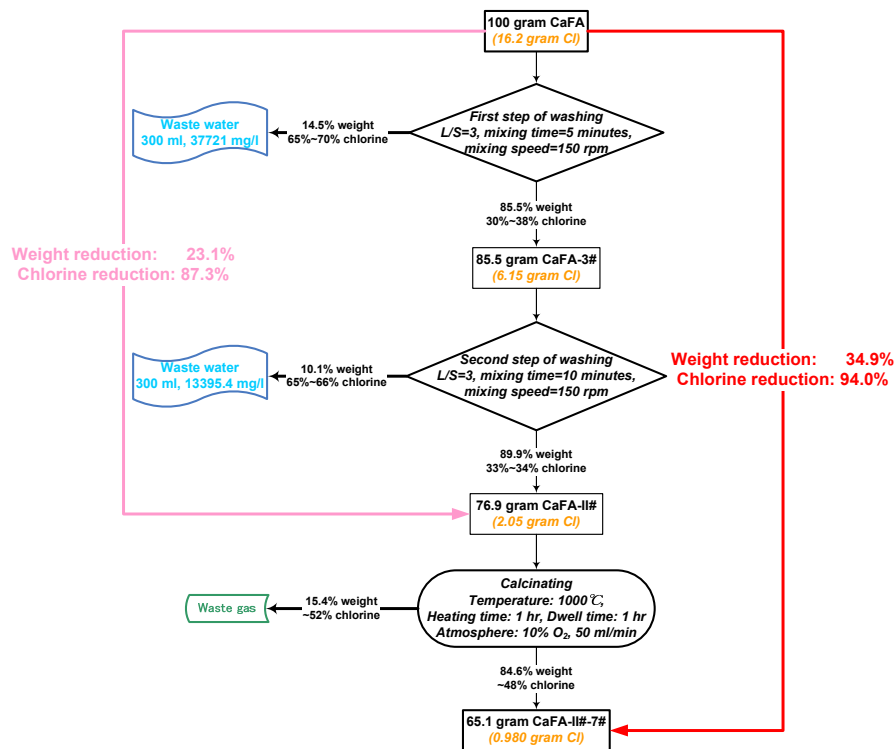 100 gram CaFA
(16.2 gram Cl)
First step of washing
L/S=3, mixing time=5 minutes,
mixing speed=150 rpm
14.5% weight
65%~70% chlorine
Waste water
300 ml, 37721 mg/l
85.5% weight
30%~38% chlorine
Weight reduction: 23.1%
Chlorine reduction: 87.3%
85.5 gram CaFA-3#
(6.15 gram Cl)
Second step of washing
L/S=3, mixing time=10 minutes,
mixing speed=150 rpm
10.1% weight
65%~66% chlorine
Waste water
300 ml, 13395.4 mg/l
Weight reduction: 34.9%
Chlorine reduction: 94.0%
89.9% weight
33%~34% chlorine
76.9 gram CaFA-II#
(2.05 gram Cl)
Calcinating
Temperature: 1000℃,
Heating time: 1 hr, Dwell time: 1 hr
Atmosphere: 10% O₂, 50 ml/min
15.4% weight
~52% chlorine
Waste gas
84.6% weight
~48% chlorine
65.1 gram CaFA-II#-7#
(0.980 gram Cl)